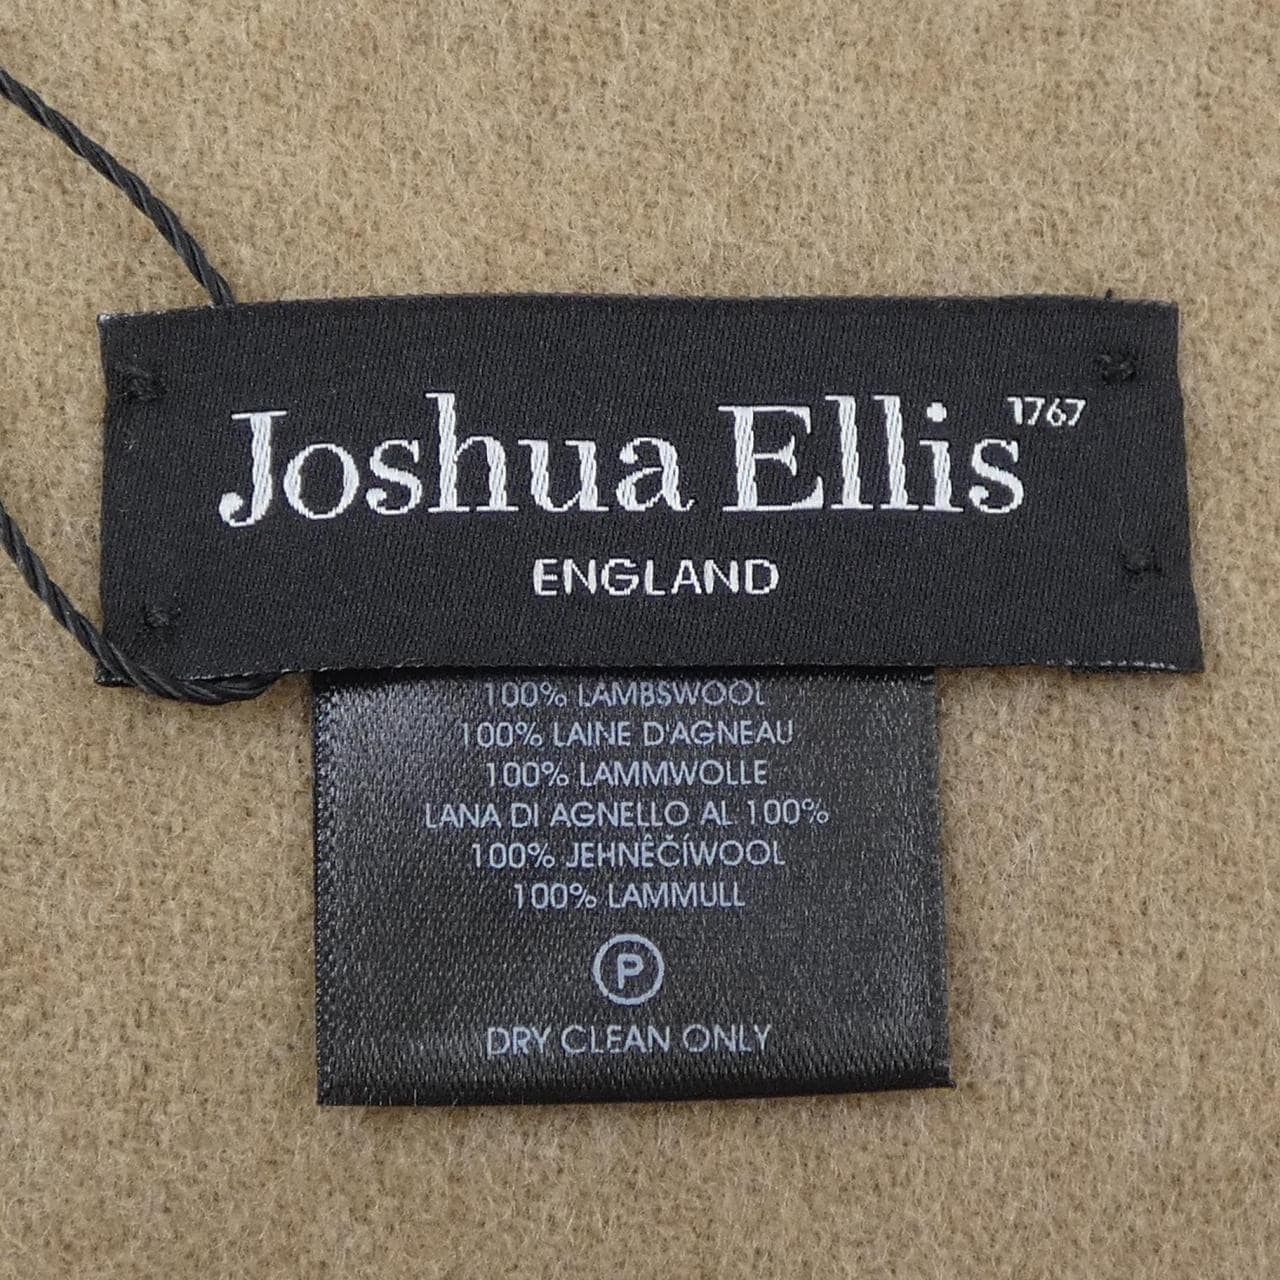 Joshua Ellis 1767
ENGLAND
100% LAMBSWOOL
100% LAINE D'AGNEAU
100% LAMMWOLLE
LANA DI AGNELLO AL 100%
100% JEHNÊČÍWOOL
100% LAMMULL
P
DRY CLEAN ONLY